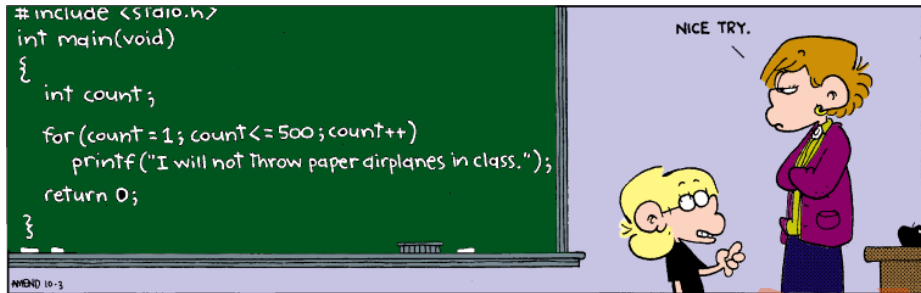 #include <stdio.h>
int main(void)
{
int count;
for (count = 1; count <= 500; count++)
printf("I will not throw paper airplanes in class.");
return 0;
}
NICE TRY.
AMEND 10-3